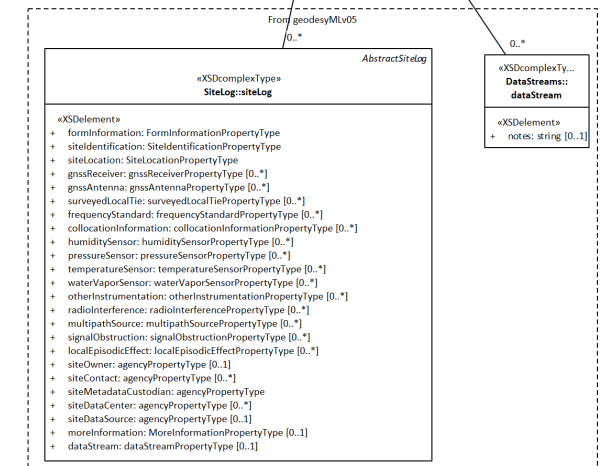 From geodesyMLv05
0..*
AbstractSiteLog
«XSDcomplexType»
SiteLog::siteLog
«XSDelement»
+ formInformation: FormInformationPropertyType
+ siteIdentification: SiteIdentificationPropertyType
+ siteLocation: SiteLocationPropertyType
+ gnssReceiver: gnssReceiverPropertyType [0..*]
+ gnssAntenna: gnssAntennaPropertyType [0..*]
+ surveyedLocalTie: surveyedLocalTiePropertyType [0..*]
+ frequencyStandard: frequencyStandardPropertyType [0..*]
+ collocationInformation: collocationInformationPropertyType [0..*]
+ humiditySensor: humiditySensorPropertyType [0..*]
+ pressureSensor: pressureSensorPropertyType [0..*]
+ temperatureSensor: temperatureSensorPropertyType [0..*]
+ waterVaporSensor: waterVaporSensorPropertyType [0..*]
+ otherInstrumentation: otherInstrumentationPropertyType [0..*]
+ radioInterference: radioInterferencePropertyType [0..*]
+ multipathSource: multipathSourcePropertyType [0..*]
+ signalObstruction: signalObstructionPropertyType [0..*]
+ localEpisodicEffect: localEpisodicEffectPropertyType [0..*]
+ siteOwner: agencyPropertyType [0..1]
+ siteContact: agencyPropertyType [0..*]
+ siteMetadataCustodian: agencyPropertyType
+ siteDataCenter: agencyPropertyType [0..*]
+ siteDataSource: agencyPropertyType [0..1]
+ moreInformation: MoreInformationPropertyType [0..1]
+ dataStream: dataStreamPropertyType [0..1]
0..*
«XSDcomplexTy...
DataStreams::
dataStream
«XSDelement»
+ notes: string [0..1]